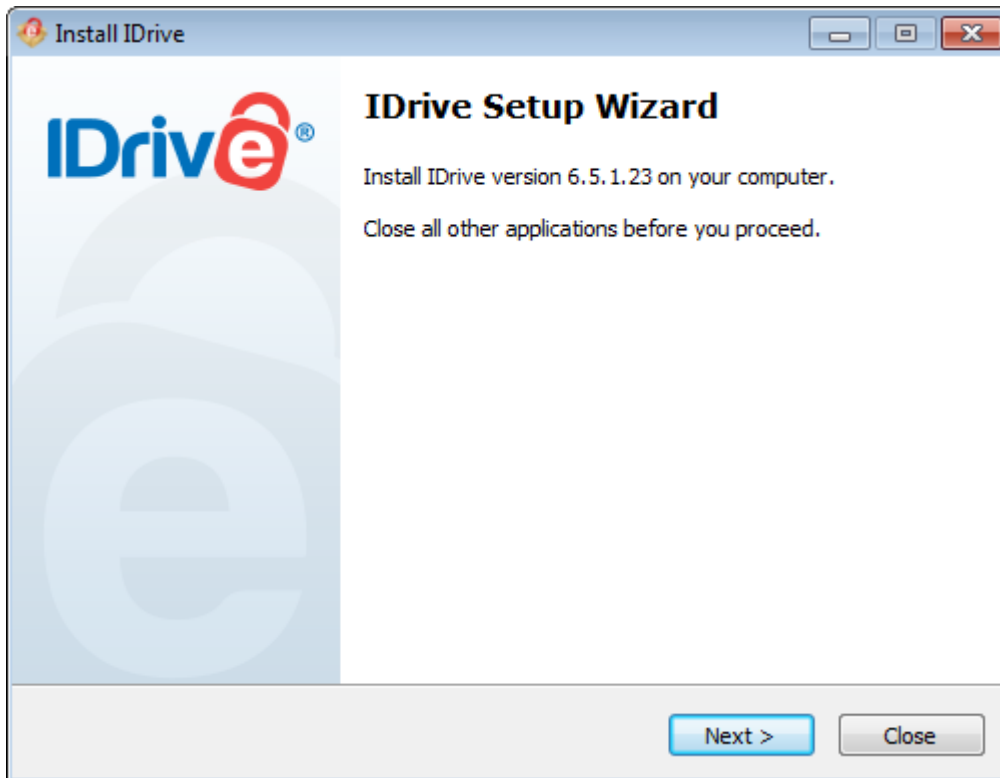 Install IDrive
IDrive®
IDrive Setup Wizard
Install IDrive version 6.5.1.23 on your computer.
Close all other applications before you proceed.
e
Next >
Close